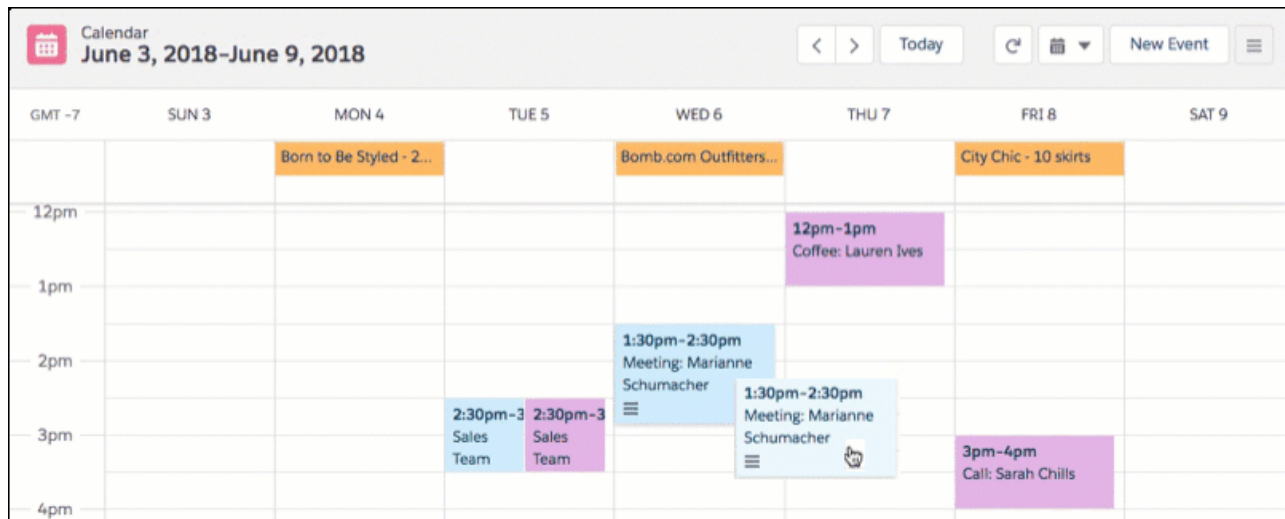 Calendar
June 3, 2018–June 9, 2018
Today
New Event
GMT -7
SUN 3
MON 4
TUE 5
WED 6
THU 7
FRI 8
SAT 9
Born to Be Styled - 2...
Bomb.com Outfitters...
City Chic - 10 skirts
12pm
12pm–1pm
Coffee: Lauren Ives
1pm
1:30pm–2:30pm
Meeting: Marianne
Schumacher
2pm
1:30pm–2:30pm
Meeting: Marianne
Schumacher
2:30pm–3
Sales
Team
2:30pm–3
Sales
Team
3pm
3pm–4pm
Call: Sarah Chills
4pm